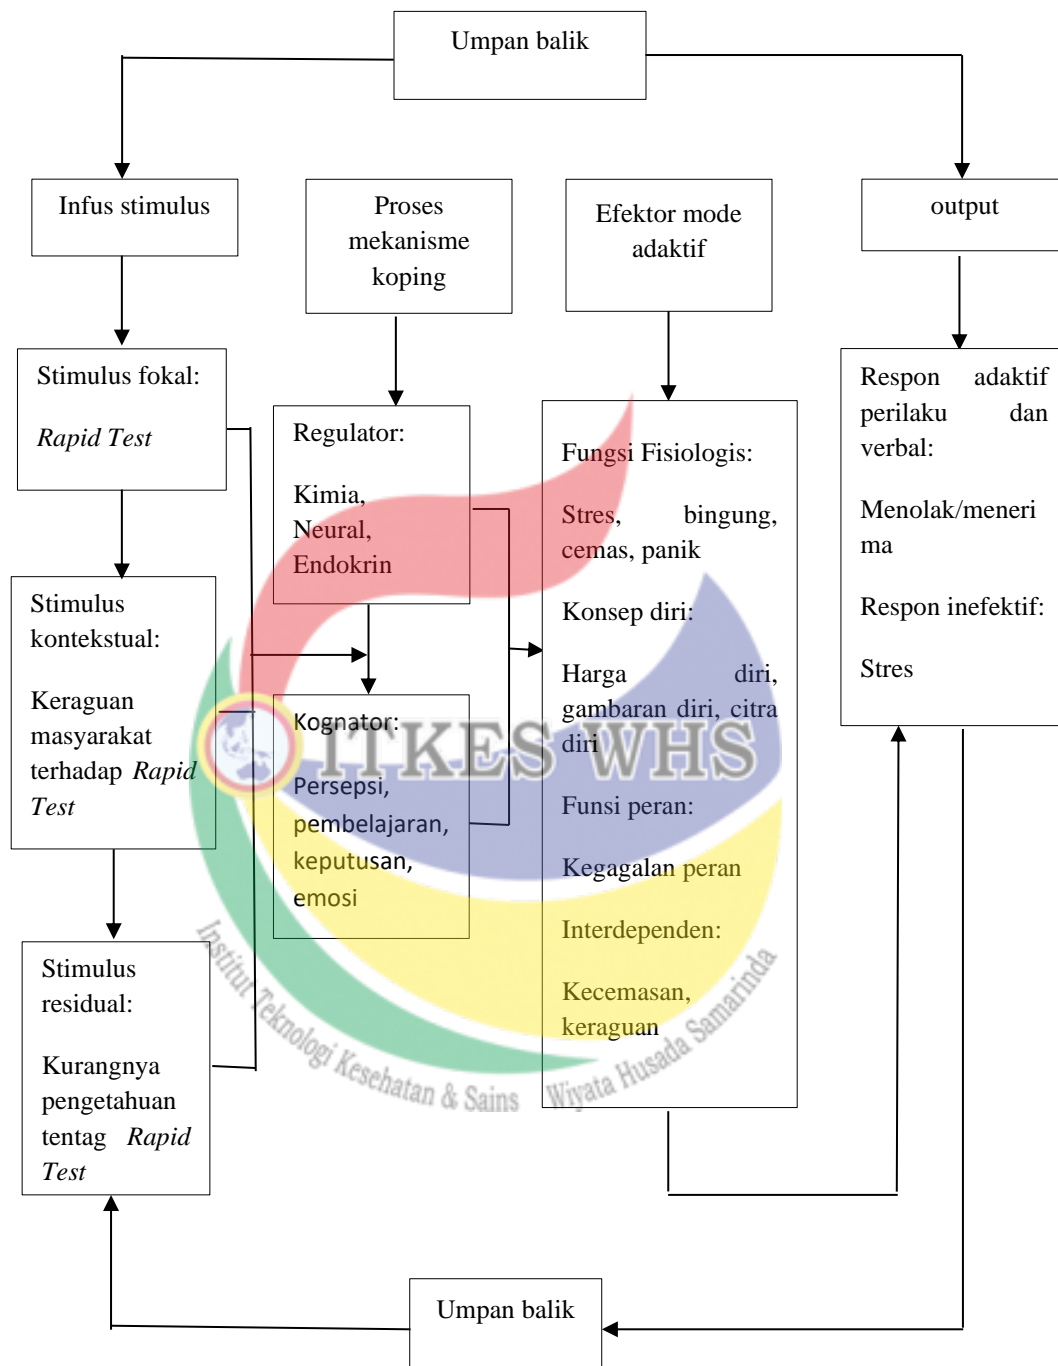 Umpan balik
Infus stimulus
Proses
mekanisme
koping
Efektor mode
adaktif
output
Stimulus fokal:
Rapid Test
Stimulus
kontekstual:
Keraguan
masyarakat
terhadap Rapid
Test
Stimulus
residual:
Kurangnya
pengetahuan
tentag Rapid
Test
Regulator:
Kimia,
Neural,
Endokrin
Kognator:
Persepsi,
pembelajaran,
keputusan,
emosi
Fungsi Fisiologis:
Stres, bingung,
cemas, panik
Konsep diri:
Harga diri,
gambaran diri, citra
diri
Funsi peran:
Kegagalan peran
Interdependen:
Kecemasan,
keraguan
Respon adaktif
perilaku dan
verbal:
Menolak/meneri
ma
Respon inefektif:
Stres
ITKES WHS
Institut Teknologi Kesehatan & Sains Wiyata Husada Samarinda
Umpan balik